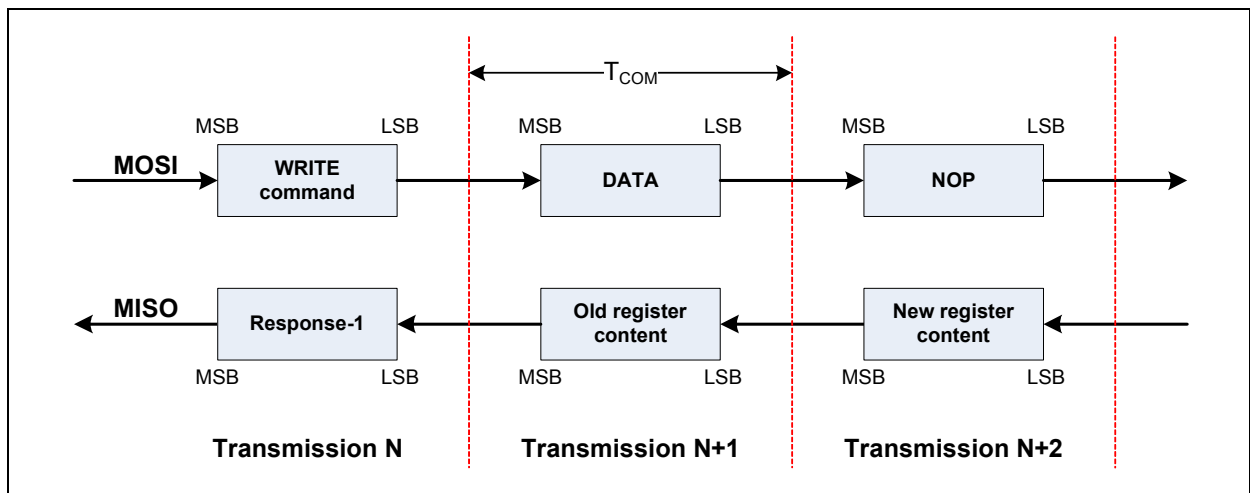 T_COM
MSB LSB MSB LSB MSB LSB
MOSI WRITE command DATA NOP
MISO Response-1 Old register content New register content
MSB LSB MSB LSB MSB LSB
Transmission N Transmission N+1 Transmission N+2